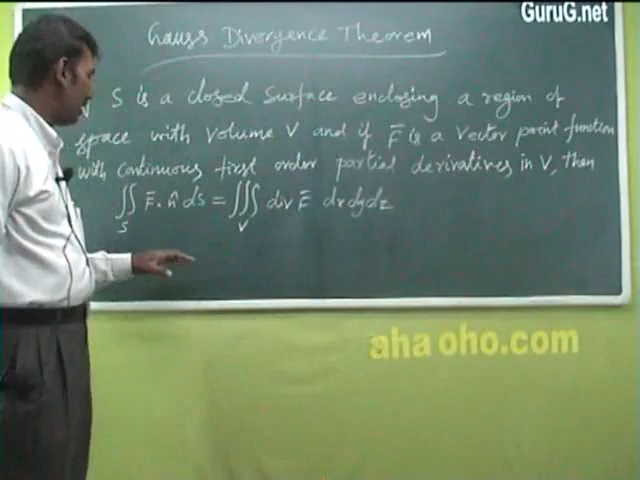 GuruG.net
Gauss Divergence Theorem
S is a closed surface enclosing a region of
space with volume V and if F̄ is a vector point function
with continuous first order partial derivatives in V, then
∬ F̄ . n̂ ds = ∭ div F̄ dxdydz
S V
aha oho.com